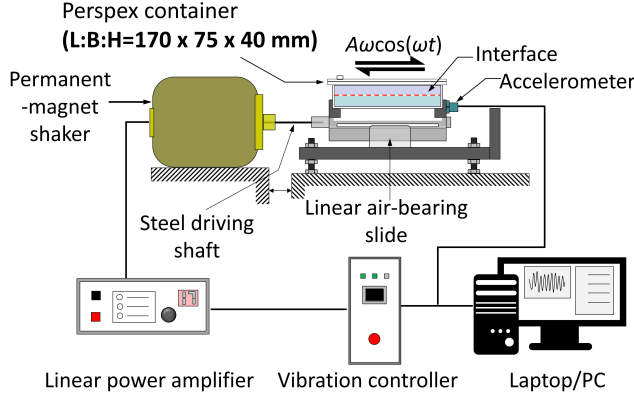 Perspex container
(L:B:H=170 x 75 x 40 mm)
Aωcos(ωt)
Interface
Accelerometer
Permanent
-magnet
shaker
Steel driving
shaft
Linear air-bearing
slide
17
Linear power amplifier
Vibration controller
Laptop/PC